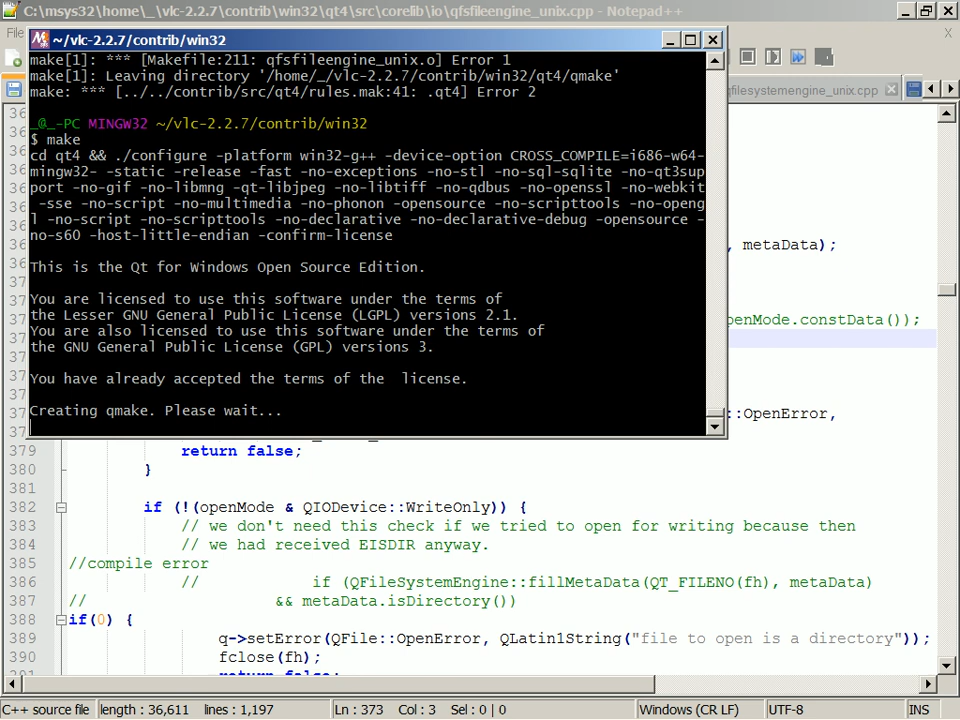 C:\msys32\home\_\vlc-2.2.7\contrib\win32\qt4\src\corelib\io\qfsfileengine_unix.cpp - Notepad++
File
X
~/vlc-2.2.7/contrib/win32
make[1]: *** [Makefile:211: qfsfileengine_unix.o] Error 1
make[1]: Leaving directory '/home/_/vlc-2.2.7/contrib/win32/qt4/qmake'
make: *** [../../contrib/src/qt4/rules.mak:41: .qt4] Error 2
_@_-PC MINGW32 ~/vlc-2.2.7/contrib/win32
$ make
cd qt4 && ./configure -platform win32-g++ -device-option CROSS_COMPILE=i686-w64-
mingw32- -static -release -fast -no-exceptions -no-stl -no-sql-sqlite -no-qt3sup
port -no-gif -no-libmng -qt-libjpeg -no-libtiff -no-qdbus -no-openssl -no-webkit
-sse -no-script -no-multimedia -no-phonon -opensource -no-scripttools -no-openg
l -no-script -no-scripttools -no-declarative -no-declarative-debug -opensource -
no-s60 -host-little-endian -confirm-license
This is the Qt for Windows Open Source Edition.
You are licensed to use this software under the terms of
the Lesser GNU General Public License (LGPL) versions 2.1.
You are also licensed to use this software under the terms of
the GNU General Public License (GPL) versions 3.
You have already accepted the terms of the  license.
Creating qmake. Please wait...
filesystemengine_unix.cpp
, metaData);
penMode.constData());
::OpenError,
379 return false;
380 }
381
382 if (!(openMode & QIODevice::WriteOnly)) {
383 // we don't need this check if we tried to open for writing because then
384 // we had received EISDIR anyway.
385 //compile error
386 // if (QFileSystemEngine::fillMetaData(QT_FILENO(fh), metaData)
387 // && metaData.isDirectory())
388 if(0) {
389 q->setError(QFile::OpenError, QLatin1String("file to open is a directory"));
390 fclose(fh);
C++ source file length : 36,611 lines : 1,197 Ln : 373 Col : 3 Sel : 0 | 0 Windows (CR LF) UTF-8 INS